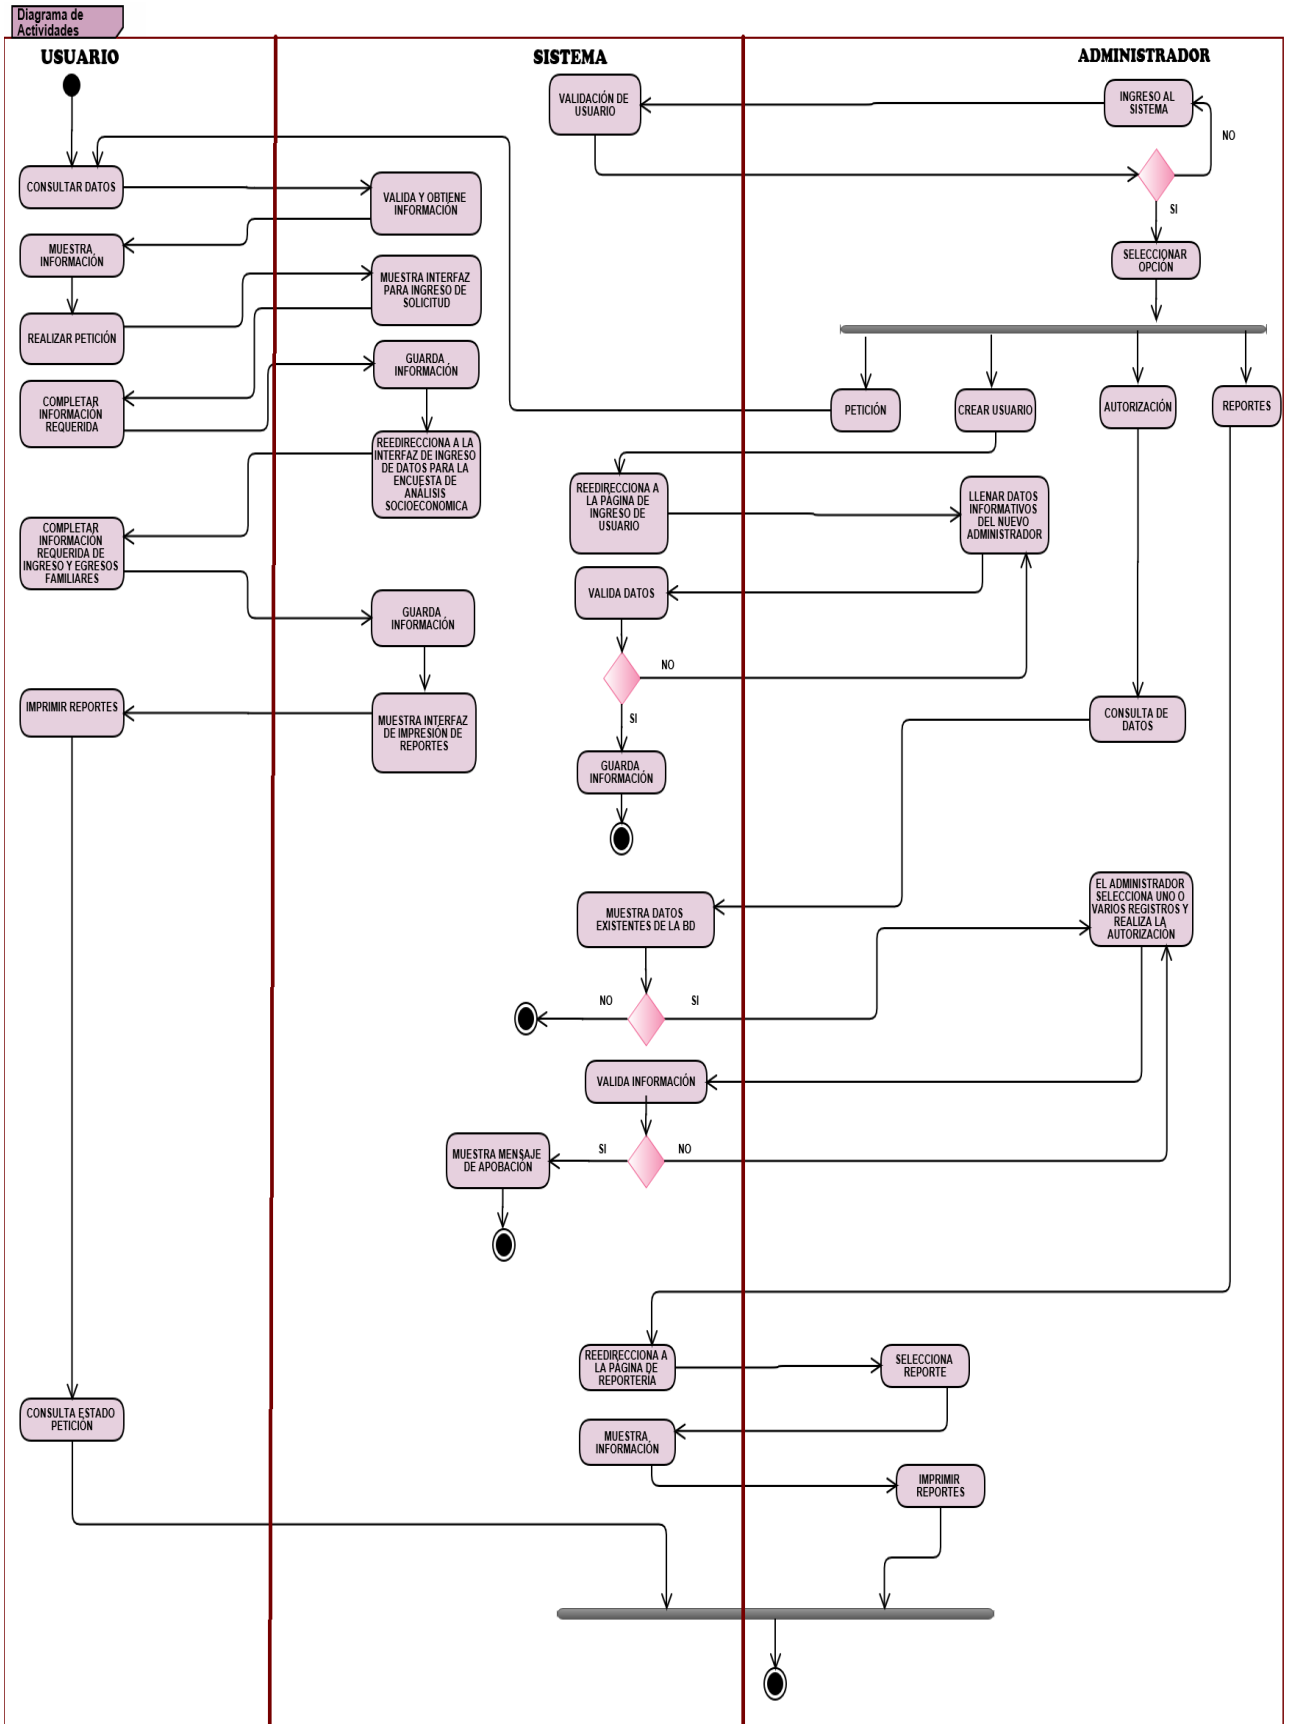 Diagrama de
Actividades
USUARIO
SISTEMA
ADMINISTRADOR
VALIDACIÓN DE
USUARIO
INGRESO AL
SISTEMA
NO
SI
CONSULTAR DATOS
VALIDA Y OBTIENE
INFORMACIÓN
MUESTRA
INFORMACIÓN
SELECCIONAR
OPCIÓN
MUESTRA INTERFAZ
PARA INGRESO DE
SOLICITUD
REALIZAR PETICIÓN
GUARDA
INFORMACIÓN
COMPLETAR
INFORMACIÓN
REQUERIDA
PETICIÓN
CREAR USUARIO
AUTORIZACIÓN
REPORTES
REEDIRECCIONA A LA
INTERFAZ DE INGRESO
DE DATOS PARA LA
ENCUESTA DE
ANÁLISIS
SOCIOECONOMICA
REEDIRECCIONA A
LA PÁGINA DE
INGRESO DE
USUARIO
LLENAR DATOS
INFORMATIVOS
DEL NUEVO
ADMINISTRADOR
COMPLETAR
INFORMACIÓN
REQUERIDA DE
INGRESO Y EGRESOS
FAMILIARES
VALIDA DATOS
GUARDA
INFORMACIÓN
NO
SI
IMPRIMIR REPORTES
MUESTRA INTERFAZ
DE IMPRESIÓN DE
REPORTES
CONSULTA DE
DATOS
GUARDA
INFORMACIÓN
EL ADMINISTRADOR
SELECCIONA UNO O
VARIOS REGISTROS Y
REALIZA LA
AUTORIZACIÓN
MUESTRA DATOS
EXISTENTES DE LA BD
NO
SI
VALIDA INFORMACIÓN
MUESTRA MENSAJE
DE APOBACIÓN
SI
NO
REEDIRECCIONA A
LA PÁGINA DE
REPORTERÍA
SELECCIONA
REPORTE
CONSULTA ESTADO
PETICIÓN
MUESTRA
INFORMACIÓN
IMPRIMIR
REPORTES